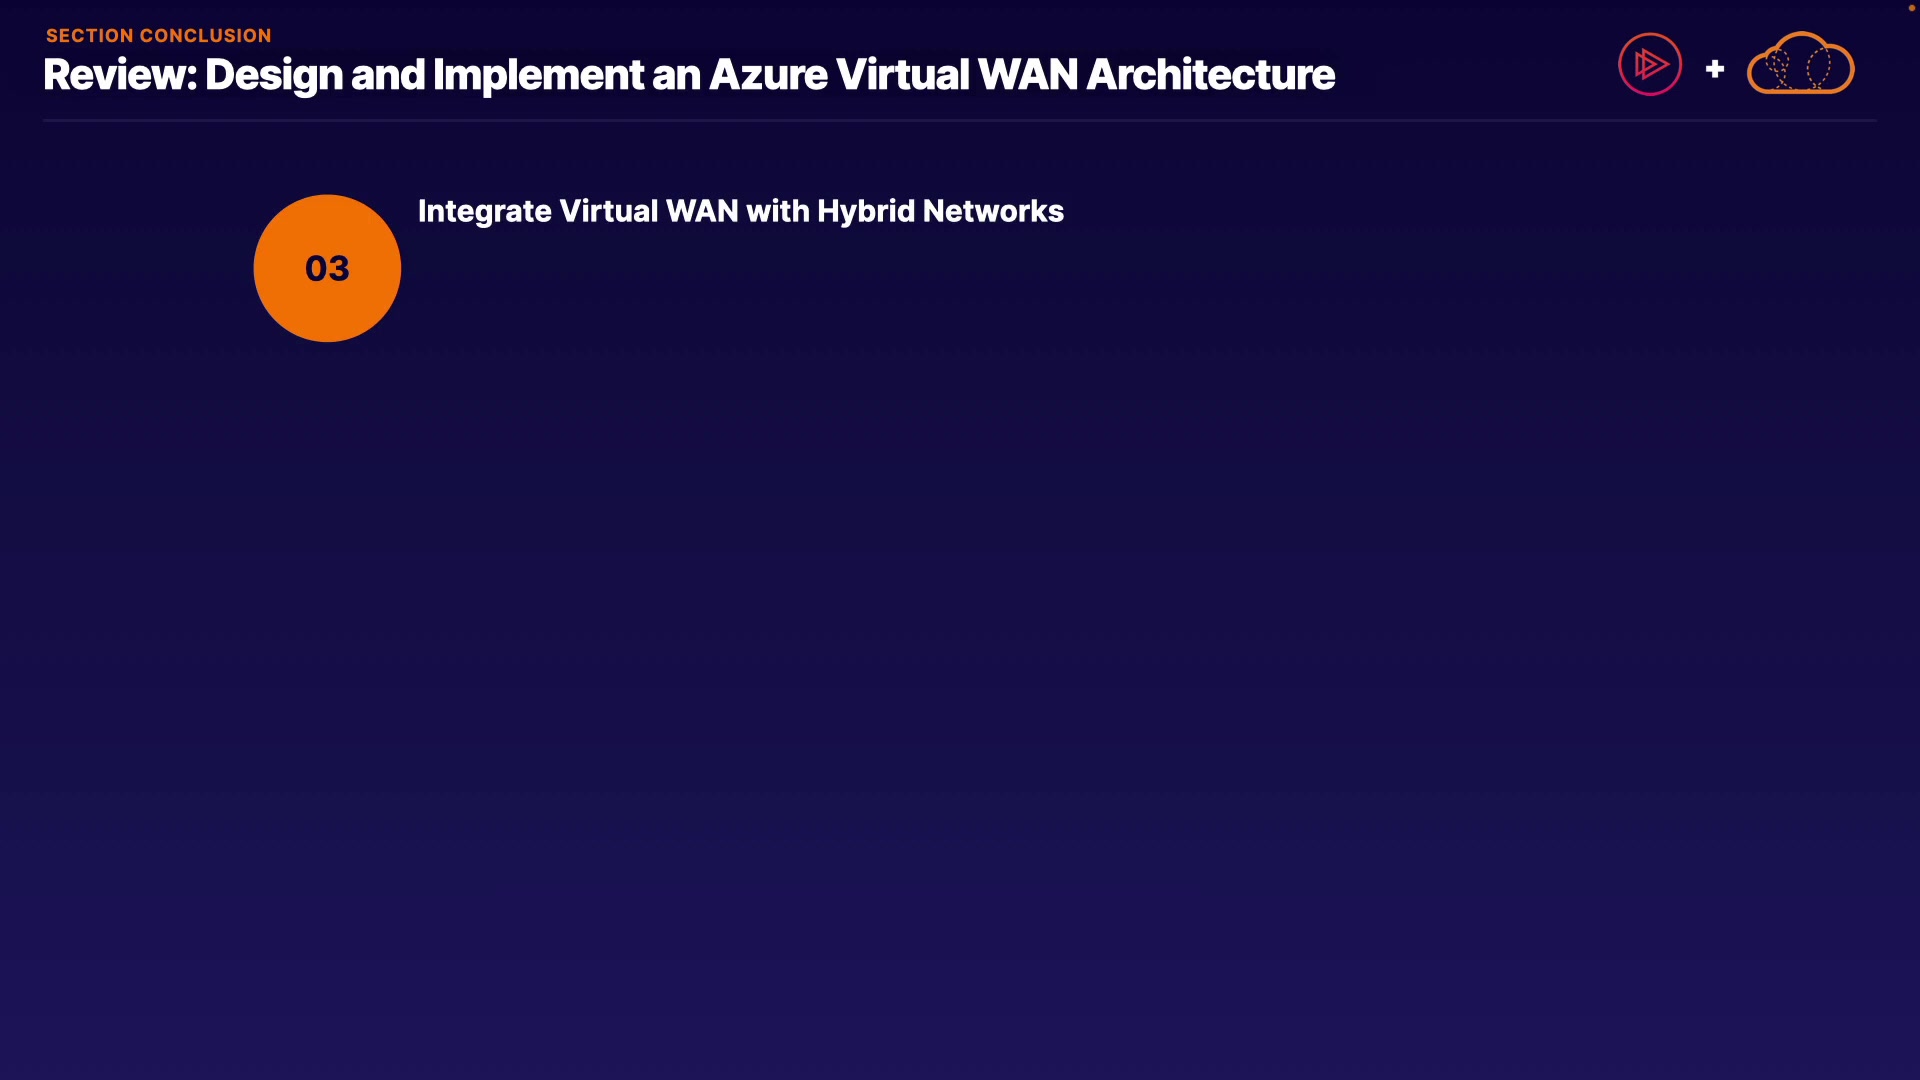 SECTION CONCLUSION
Review: Design and Implement an Azure Virtual WAN Architecture
+
03
Integrate Virtual WAN with Hybrid Networks